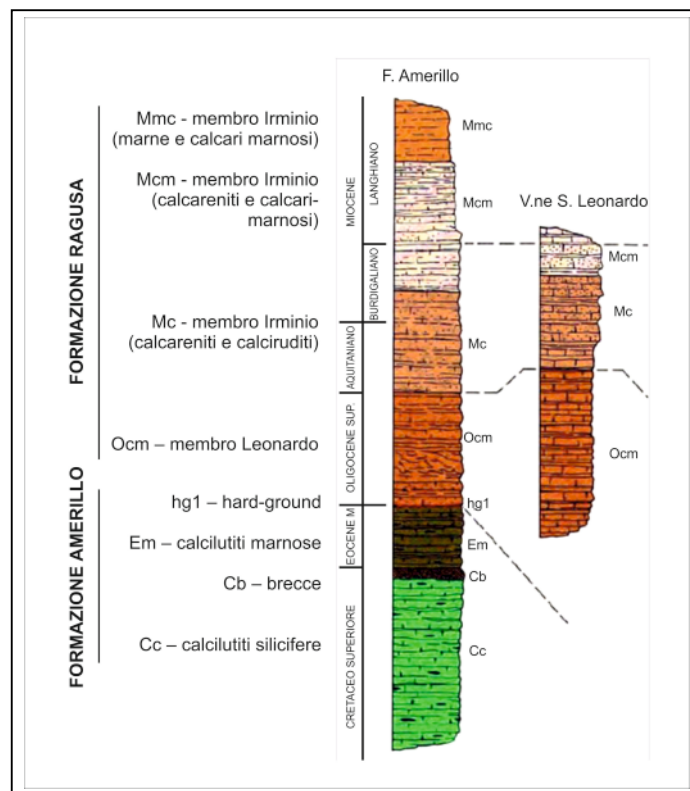 F. Amerillo
Mmc - membro Irminio
(marne e calcari marnosi)
Mmc
Mcm - membro Irminio
(calcareniti e calcari-
marnosi)
Mcm
V.ne S. Leonardo
Mcm
Mc - membro Irminio
(calcareniti e calciruditi)
Mc
Mc
Ocm – membro Leonardo
Ocm
Ocm
hg1 – hard-ground
hg1
Em – calcilutiti marnose
Em
Cb – brecce
Cb
Cc – calcilutiti silicifere
Cc
FORMAZIONE RAGUSA
FORMAZIONE AMERILLO
MIOCENE
LANGHIANO
BURDIGALIANO
AQUITANIANO
OLIGOCENE SUP.
EOCENE M
CRETACEO SUPERIORE